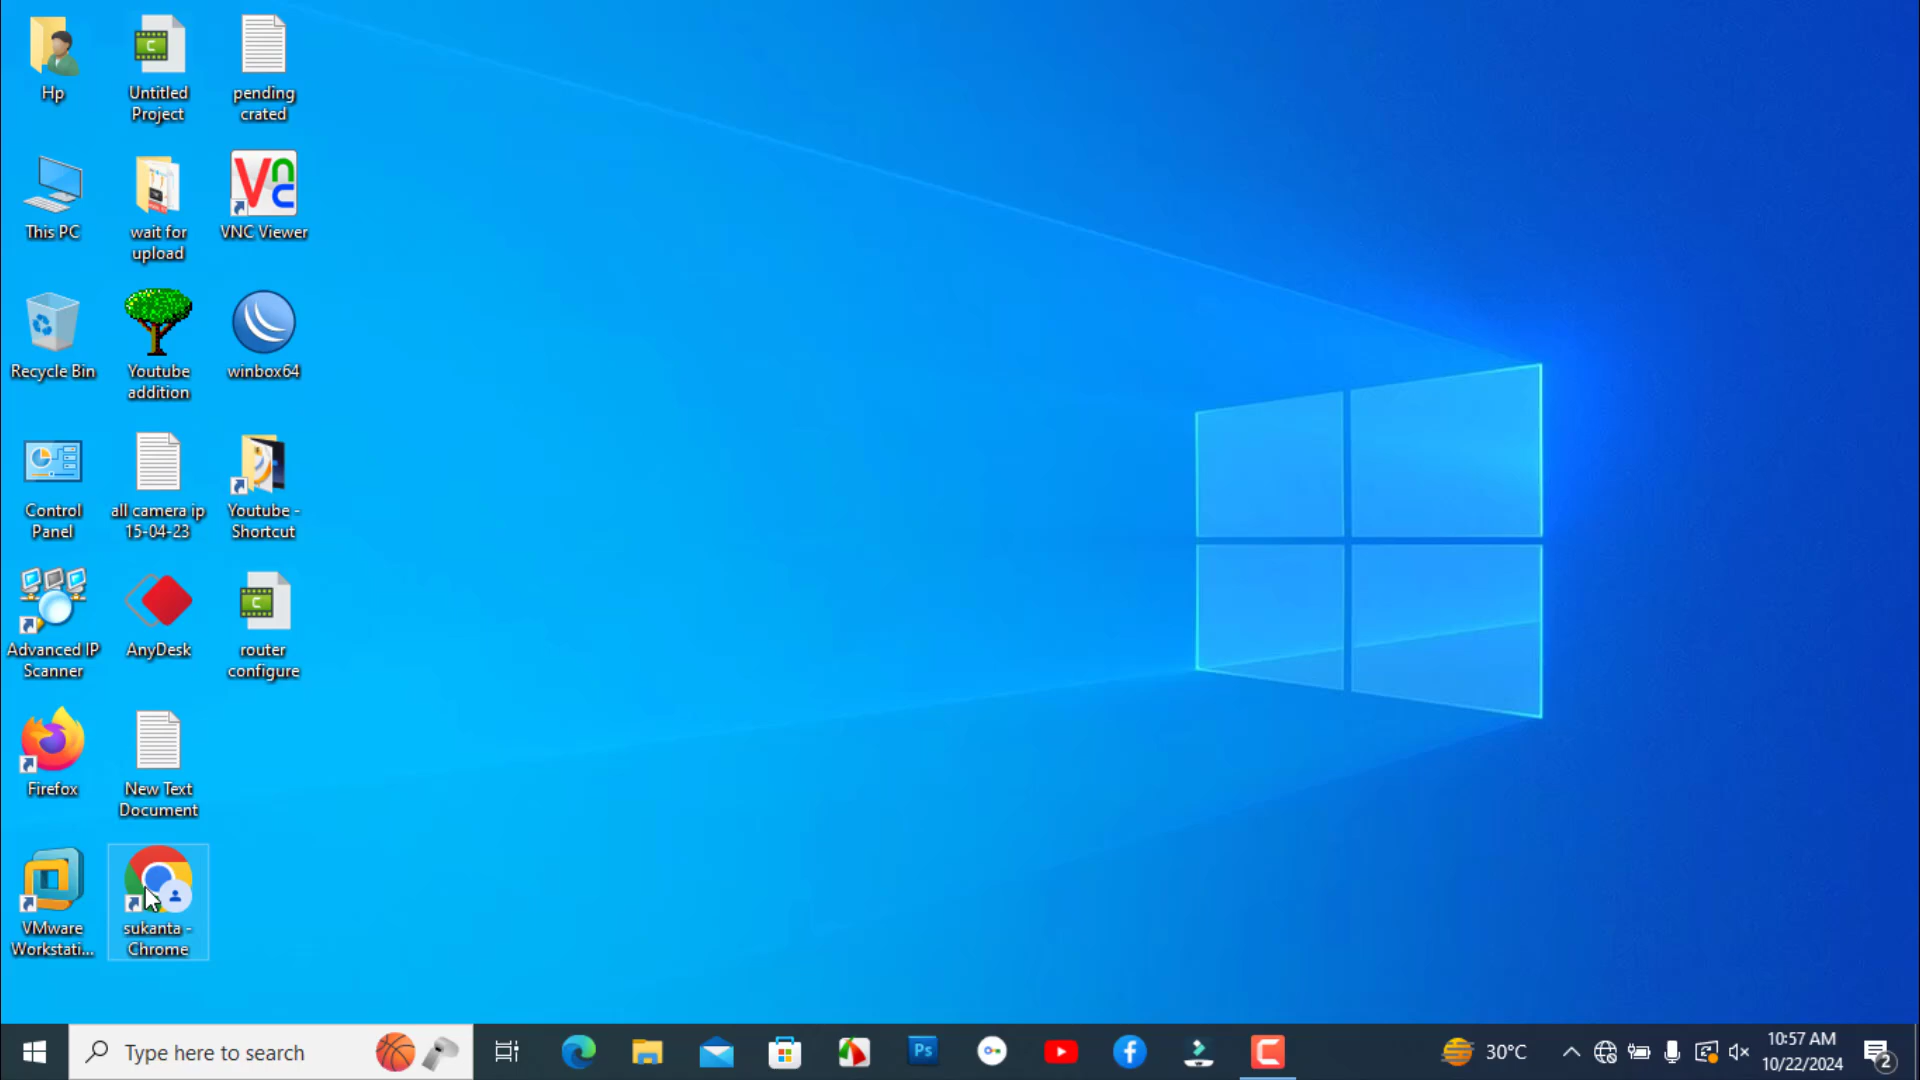 Hp
Untitled
Project
pending
crated
This PC
wait for
upload
VNC Viewer
Recycle Bin
Youtube
addition
winbox64
Control
Panel
all camera ip
15-04-23
Youtube -
Shortcut
Advanced IP
Scanner
AnyDesk
router
configure
Firefox
New Text
Document
VMware
Workstati...
sukanta -
Chrome
Type here to search
Ps
30°C
10:57 AM
10/22/2024
2